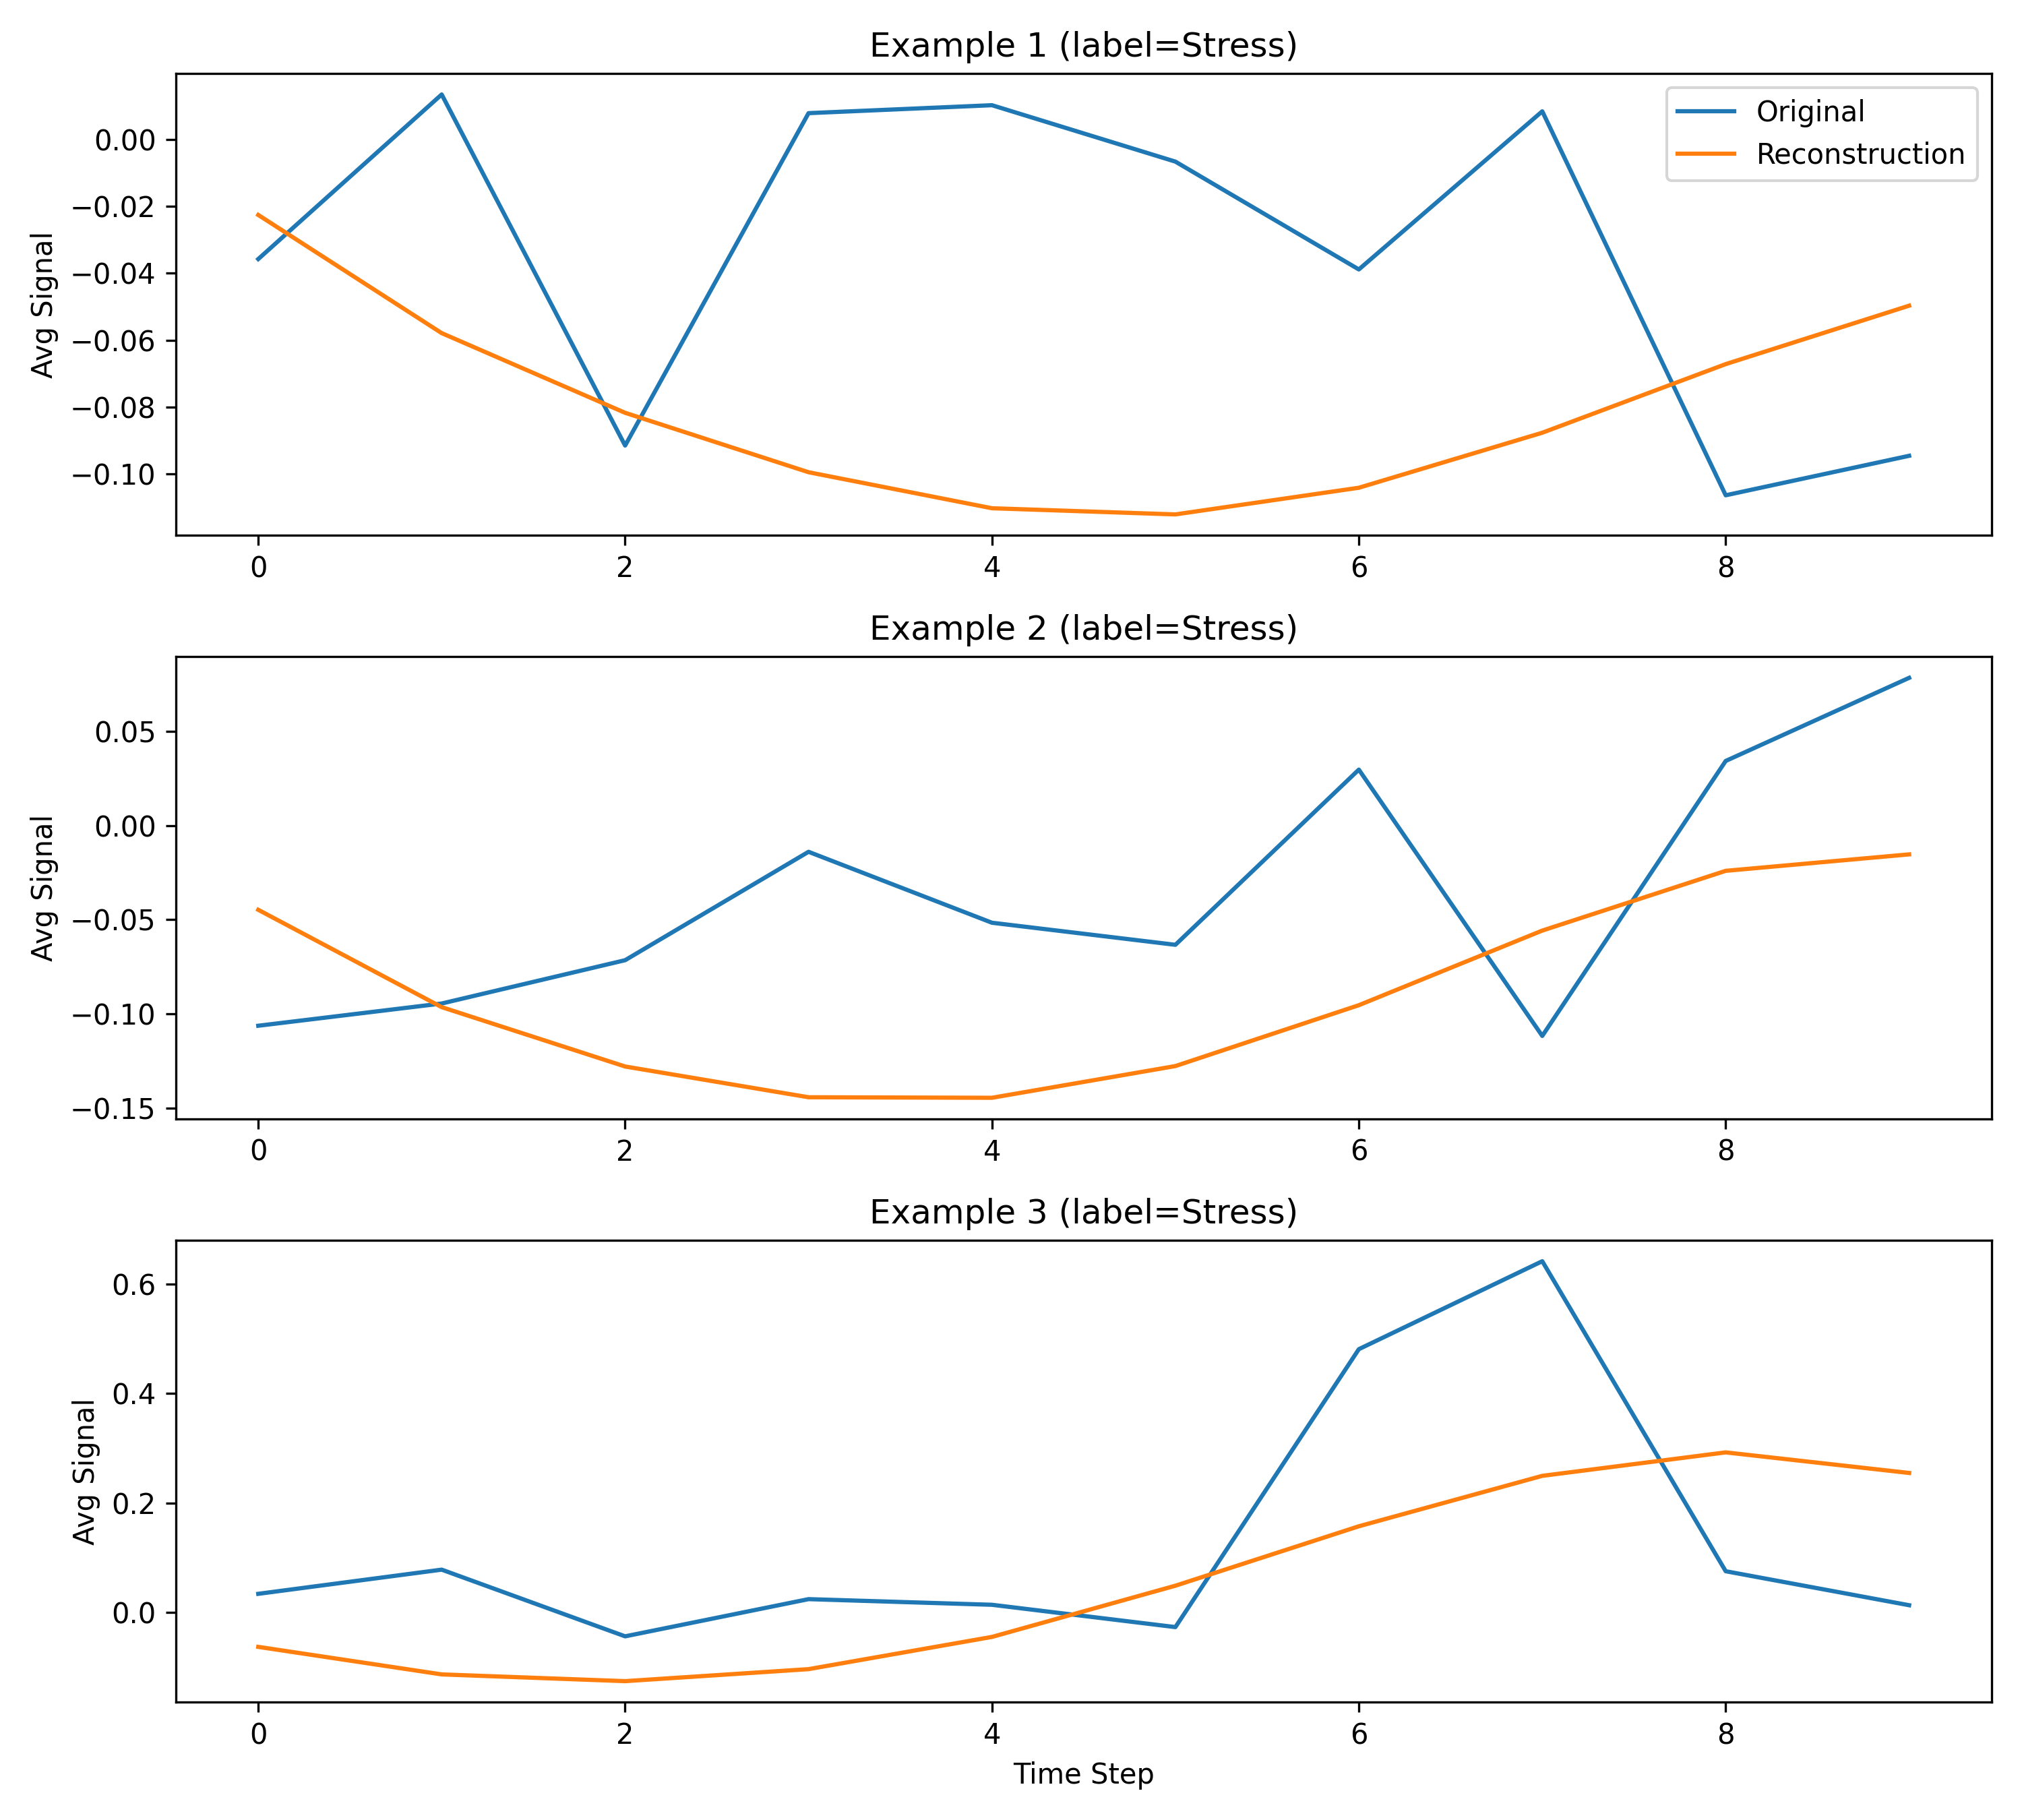 Example 1 (label=Stress)
Original
Reconstruction
Avg Signal
0.00
−0.02
−0.04
−0.06
−0.08
−0.10
0 2 4 6 8
Example 2 (label=Stress)
Avg Signal
0.05
0.00
−0.05
−0.10
−0.15
0 2 4 6 8
Example 3 (label=Stress)
Avg Signal
0.6
0.4
0.2
0.0
0 2 4 6 8
Time Step